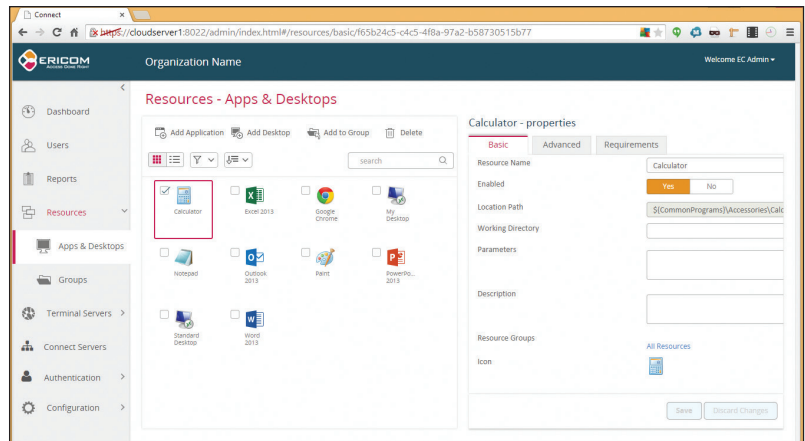 Connect
https://cloudserver1:8022/admin/index.html#/resources/basic/f65b24c5-c4c5-4f8a-97a2-b58730515b77
ERICOM
Access Done Right
Organization Name
Welcome EC Admin
Dashboard
Users
Reports
Resources
Apps & Desktops
Groups
Terminal Servers
Connect Servers
Authentication
Configuration
Resources - Apps & Desktops
Add Application
Add Desktop
Add to Group
Delete
search
Calculator
Excel 2013
Google
Chrome
My
Desktop
Notepad
Outlook
2013
Paint
PowerPo...
2013
Standard
Desktop
Word
2013
Calculator - properties
Basic
Advanced
Requirements
Resource Name
Calculator
Enabled
Yes
No
Location Path
${CommonPrograms}\Accessories\Calc
Working Directory
Parameters
Description
Resource Groups
All Resources
Icon
Save
Discard Changes